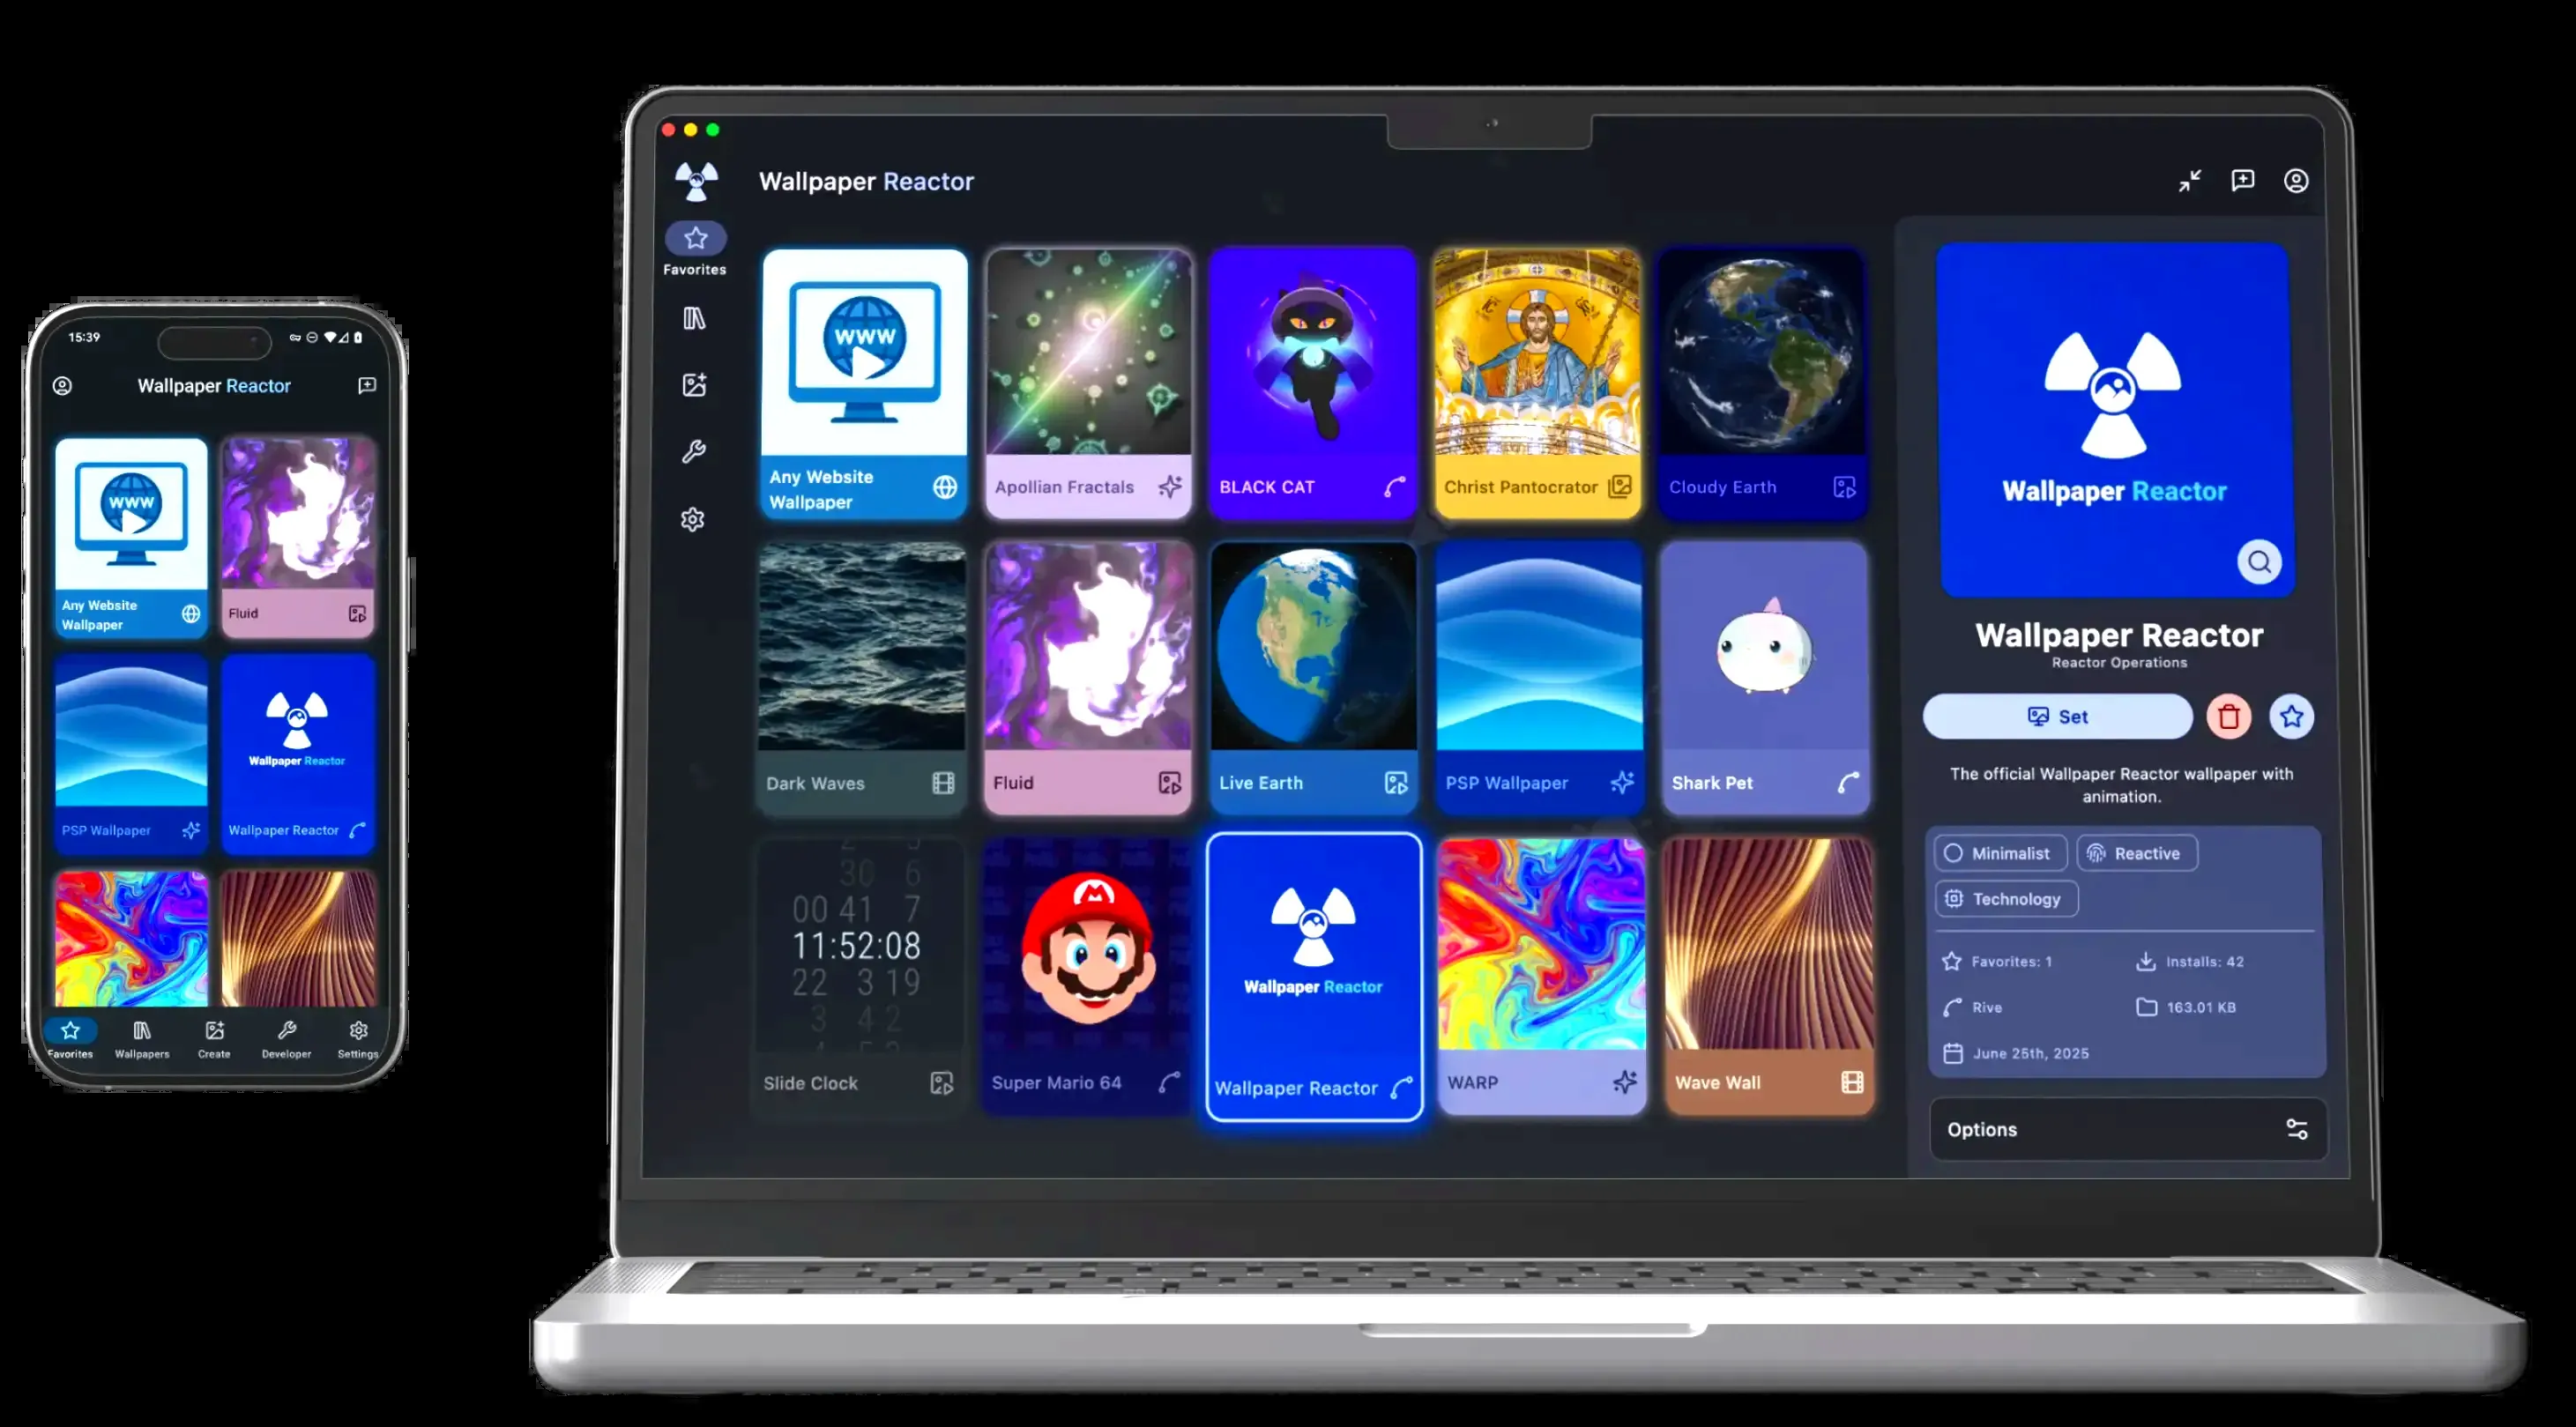 15:39
Wallpaper Reactor
WWW
Any Website
Wallpaper
Fluid
PSP Wallpaper
Wallpaper Reactor
Wallpaper Reactor
Favorites
Wallpapers
Create
Developer
Settings
Wallpaper Reactor
Favorites
WWW
Any Website
Wallpaper
Apollian Fractals
BLACK CAT
Christ Pantocrator
Cloudy Earth
Dark Waves
Fluid
Live Earth
PSP Wallpaper
Shark Pet
30 6
00 41 7
11:52:08
22 3 19
3 4 2
Slide Clock
M
Super Mario 64
Wallpaper Reactor
Wallpaper Reactor
WARP
Wave Wall
Wallpaper Reactor
Wallpaper Reactor
Reactor Operations
Set
The official Wallpaper Reactor wallpaper with
animation.
Minimalist
Reactive
Technology
Favorites: 1
Installs: 42
Rive
163.01 KB
June 25th, 2025
Options